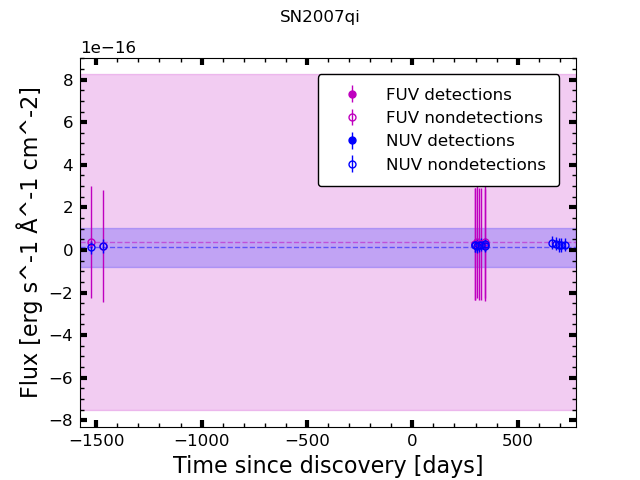 SN2007qi
1e−16
FUV detections
FUV nondetections
NUV detections
NUV nondetections
8
6
4
2
0
−2
−4
−6
−8
Flux [erg s^-1 Å^-1 cm^-2]
−1500 −1000 −500 0 500
Time since discovery [days]